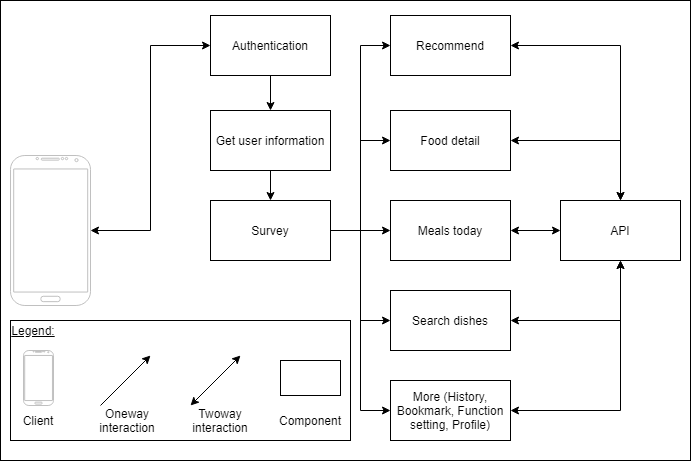 Authentication
Recommend
Get user information
Food detail
Survey
Meals today
API
Search dishes
More (History,
Bookmark, Function
setting, Profile)
Legend:
Client
Oneway
interaction
Twoway
interaction
Component